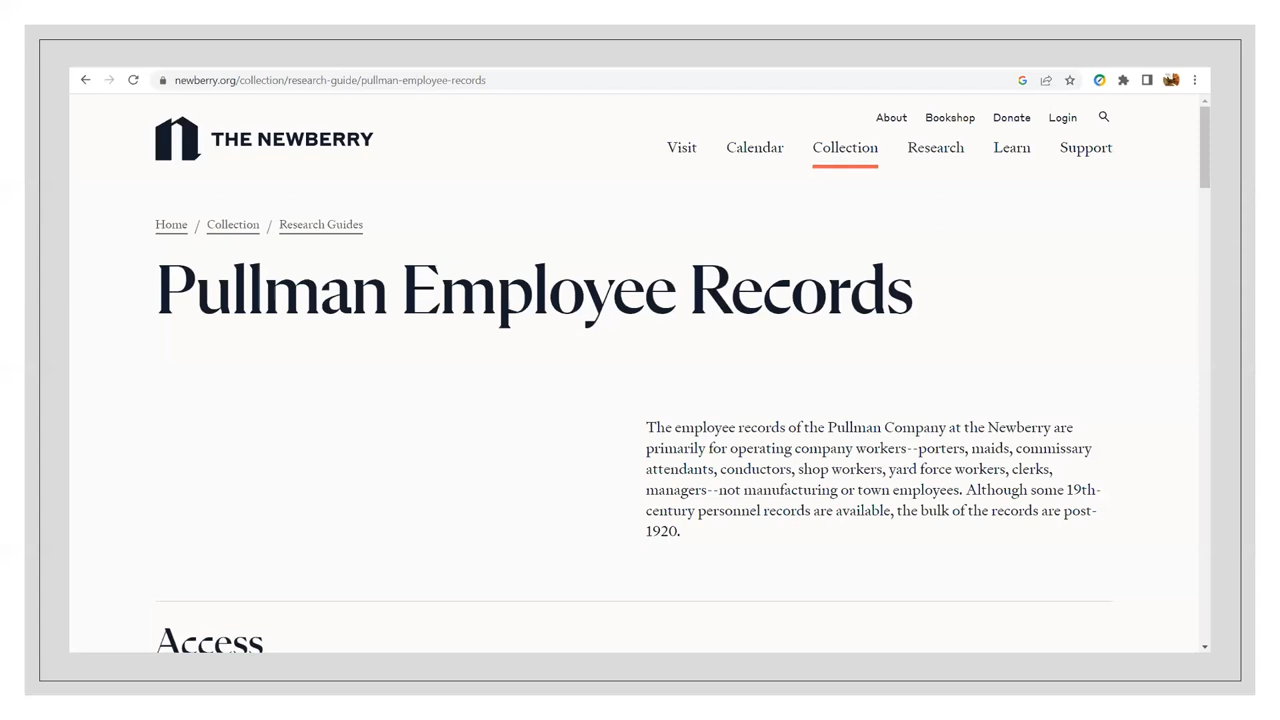 newberry.org/collection/research-guide/pullman-employee-records
THE NEWBERRY
About Bookshop Donate Login
Visit Calendar Collection Research Learn Support
Home / Collection / Research Guides
Pullman Employee Records
The employee records of the Pullman Company at the Newberry are
primarily for operating company workers--porters, maids, commissary
attendants, conductors, shop workers, yard force workers, clerks,
managers--not manufacturing or town employees. Although some 19th-
century personnel records are available, the bulk of the records are post-
1920.
Access